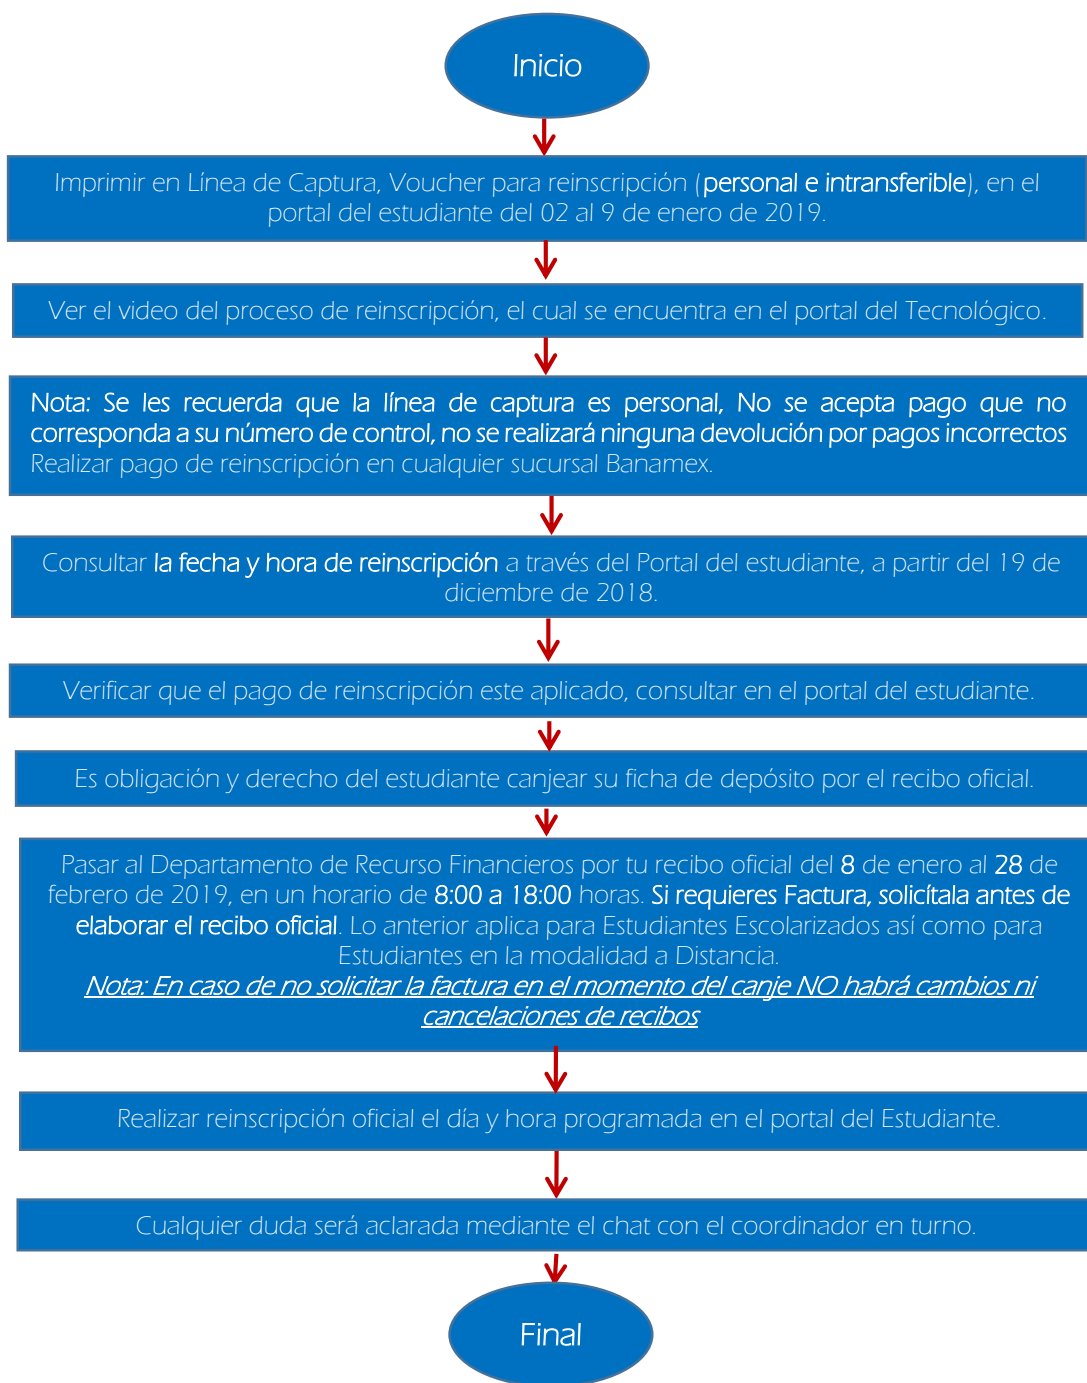 Inicio
Imprimir en Línea de Captura, Voucher para reinscripción (personal e intransferible), en el
portal del estudiante del 02 al 9 de enero de 2019.
Ver el video del proceso de reinscripción, el cual se encuentra en el portal del Tecnológico.
Nota: Se les recuerda que la línea de captura es personal, No se acepta pago que no
corresponda a su número de control, no se realizará ninguna devolución por pagos incorrectos
Realizar pago de reinscripción en cualquier sucursal Banamex.
Consultar la fecha y hora de reinscripción a través del Portal del estudiante, a partir del 19 de
diciembre de 2018.
Verificar que el pago de reinscripción este aplicado, consultar en el portal del estudiante.
Es obligación y derecho del estudiante canjear su ficha de depósito por el recibo oficial.
Pasar al Departamento de Recurso Financieros por tu recibo oficial del 8 de enero al 28 de
febrero de 2019, en un horario de 8:00 a 18:00 horas. Si requieres Factura, solicítala antes de
elaborar el recibo oficial. Lo anterior aplica para Estudiantes Escolarizados así como para
Estudiantes en la modalidad a Distancia.
Nota: En caso de no solicitar la factura en el momento del canje NO habrá cambios ni
cancelaciones de recibos
Realizar reinscripción oficial el día y hora programada en el portal del Estudiante.
Cualquier duda será aclarada mediante el chat con el coordinador en turno.
Final